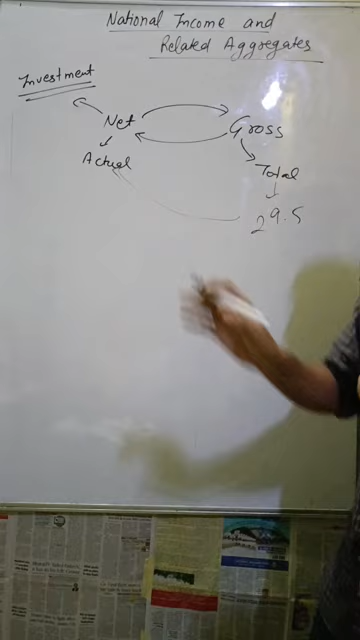 National Income and
Related Aggregates
Investment
Net
Gross
Actual
Total
29.5